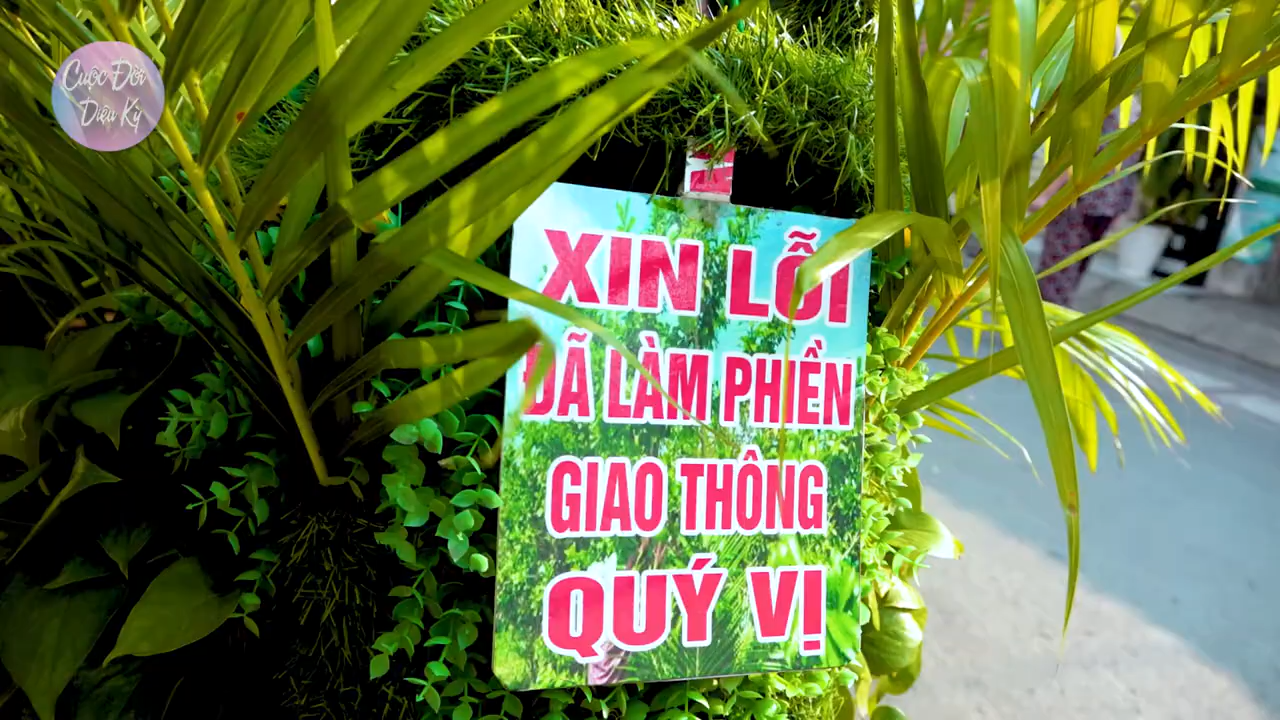 Cuộc Đời
Diệu Kỳ
XIN LỖI
ĐÃ LÀM PHIỀN
GIAO THÔNG
QUÝ VỊ